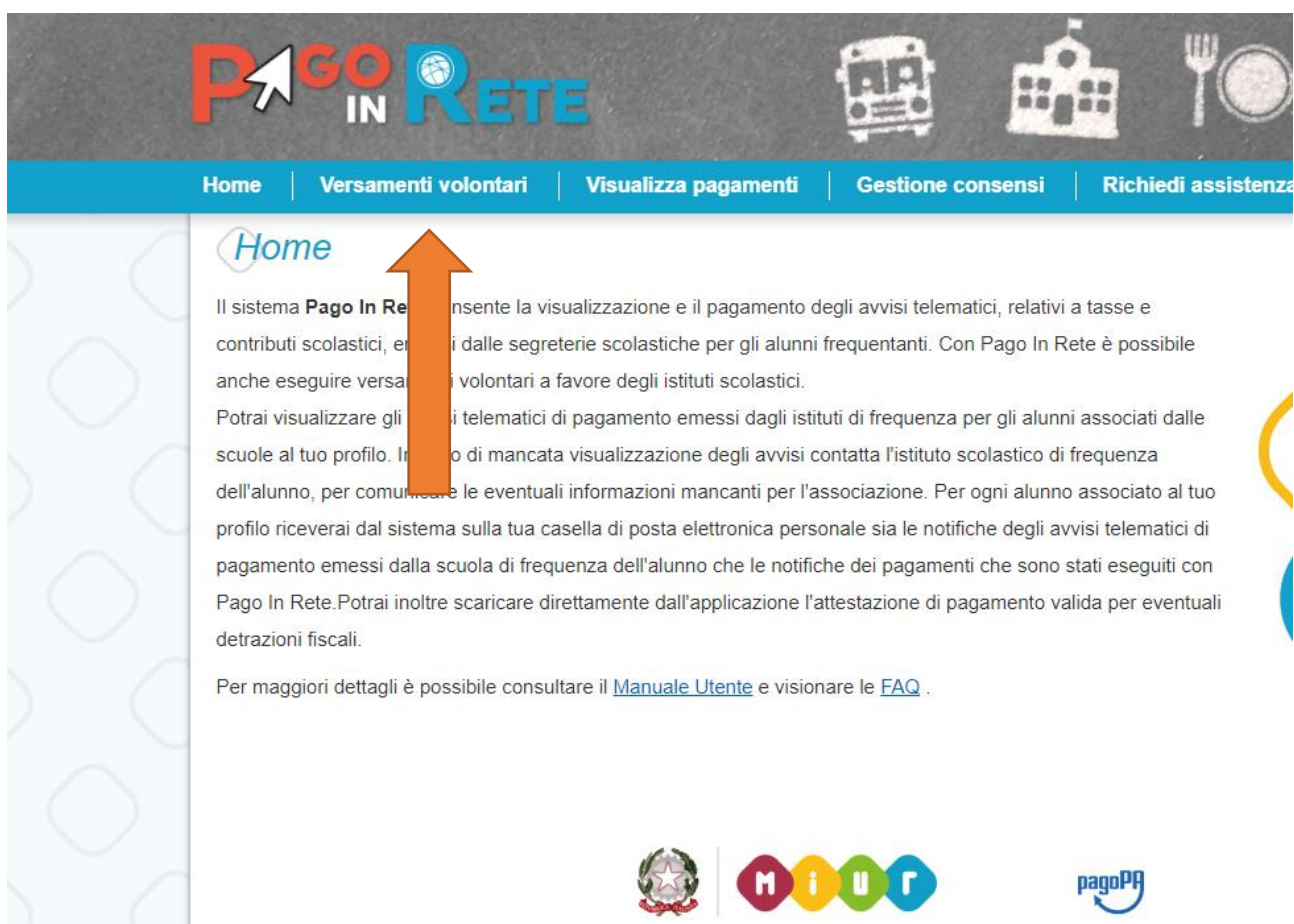 PAGO IN RETE
Home Versamenti volontari Visualizza pagamenti Gestione consensi Richiedi assistenza
Home
Il sistema Pago In nsente la visualizzazione e il pagamento degli avvisi telematici, relativi a tasse e
contributi scolastici, i dalle segreterie scolastiche per gli alunni frequentanti. Con Pago In Rete è possibile
anche eseguire i volontari a favore degli istituti scolastici.
Potrai visualizzare gli i telematici di pagamento emessi dagli istituti di frequenza per gli alunni associati dalle
scuole al tuo profilo. o di mancata visualizzazione degli avvisi contatta l'istituto scolastico di frequenza
dell'alunno, per le eventuali informazioni mancanti per l'associazione. Per ogni alunno associato al tuo
profilo riceverai dal sistema sulla tua casella di posta elettronica personale sia le notifiche degli avvisi telematici di
pagamento emessi dalla scuola di frequenza dell'alunno che le notifiche dei pagamenti che sono stati eseguiti con
Pago In Rete.Potrai inoltre scaricare direttamente dall'applicazione l'attestazione di pagamento valida per eventuali
detrazioni fiscali.
Per maggiori dettagli è possibile consultare il Manuale Utente e visionare le FAQ .
MiUr pagoPA